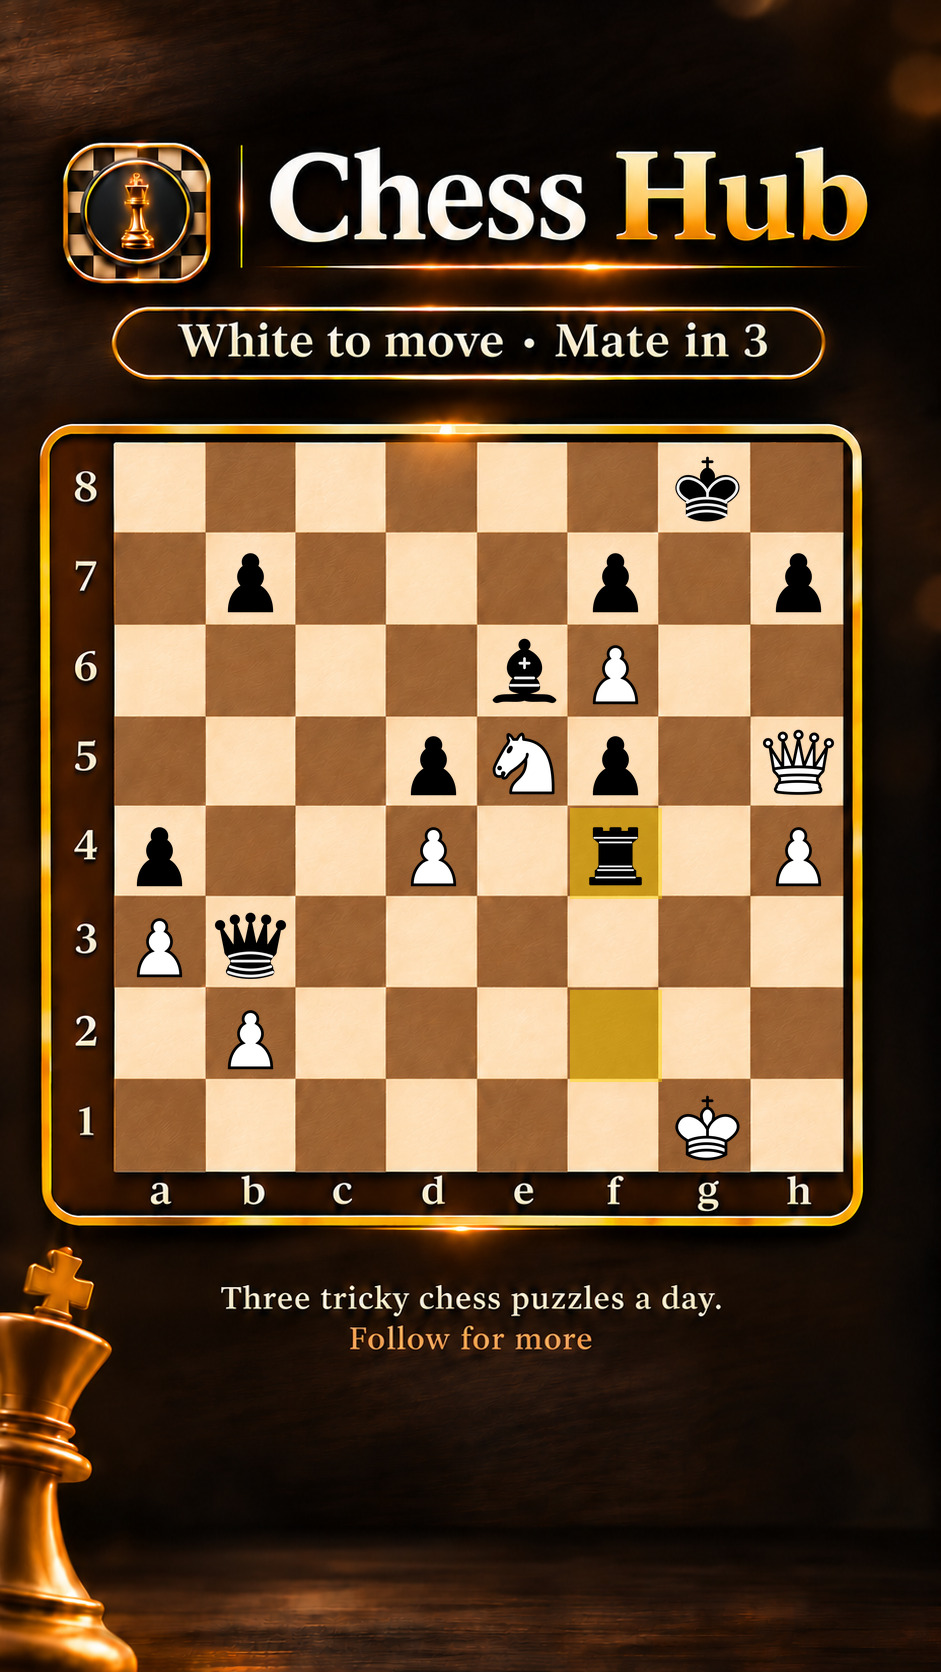 Chess Hub
White to move • Mate in 3
8
7
6
5
4
3
2
1
a b c d e f g h
Three tricky chess puzzles a day.
Follow for more